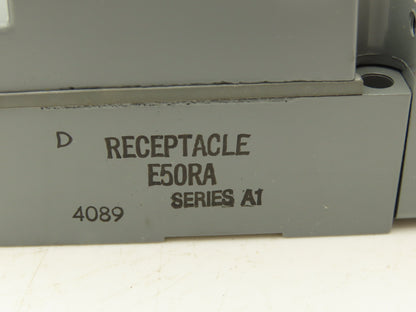 D RECEPTACLE
E50RA
SERIES A1
4089